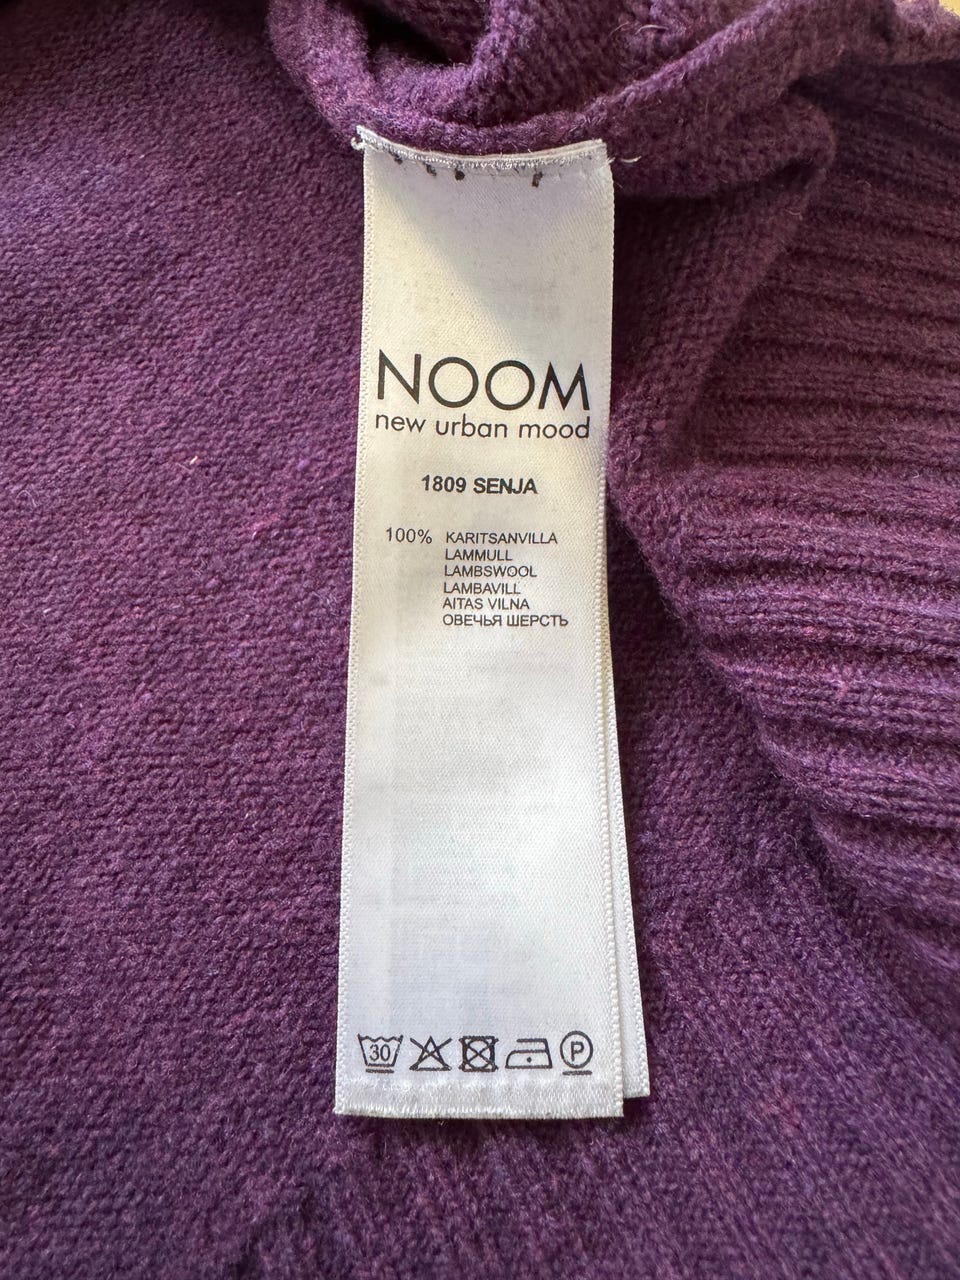 NOOM
new urban mood
1809 SENJA
100% KARITSANVILLA
LAMMULL
LAMBSWOOL
LAMBAVILL
AITAS VILNA
ОВЕЧЬЯ ШЕРСТЬ
30 P